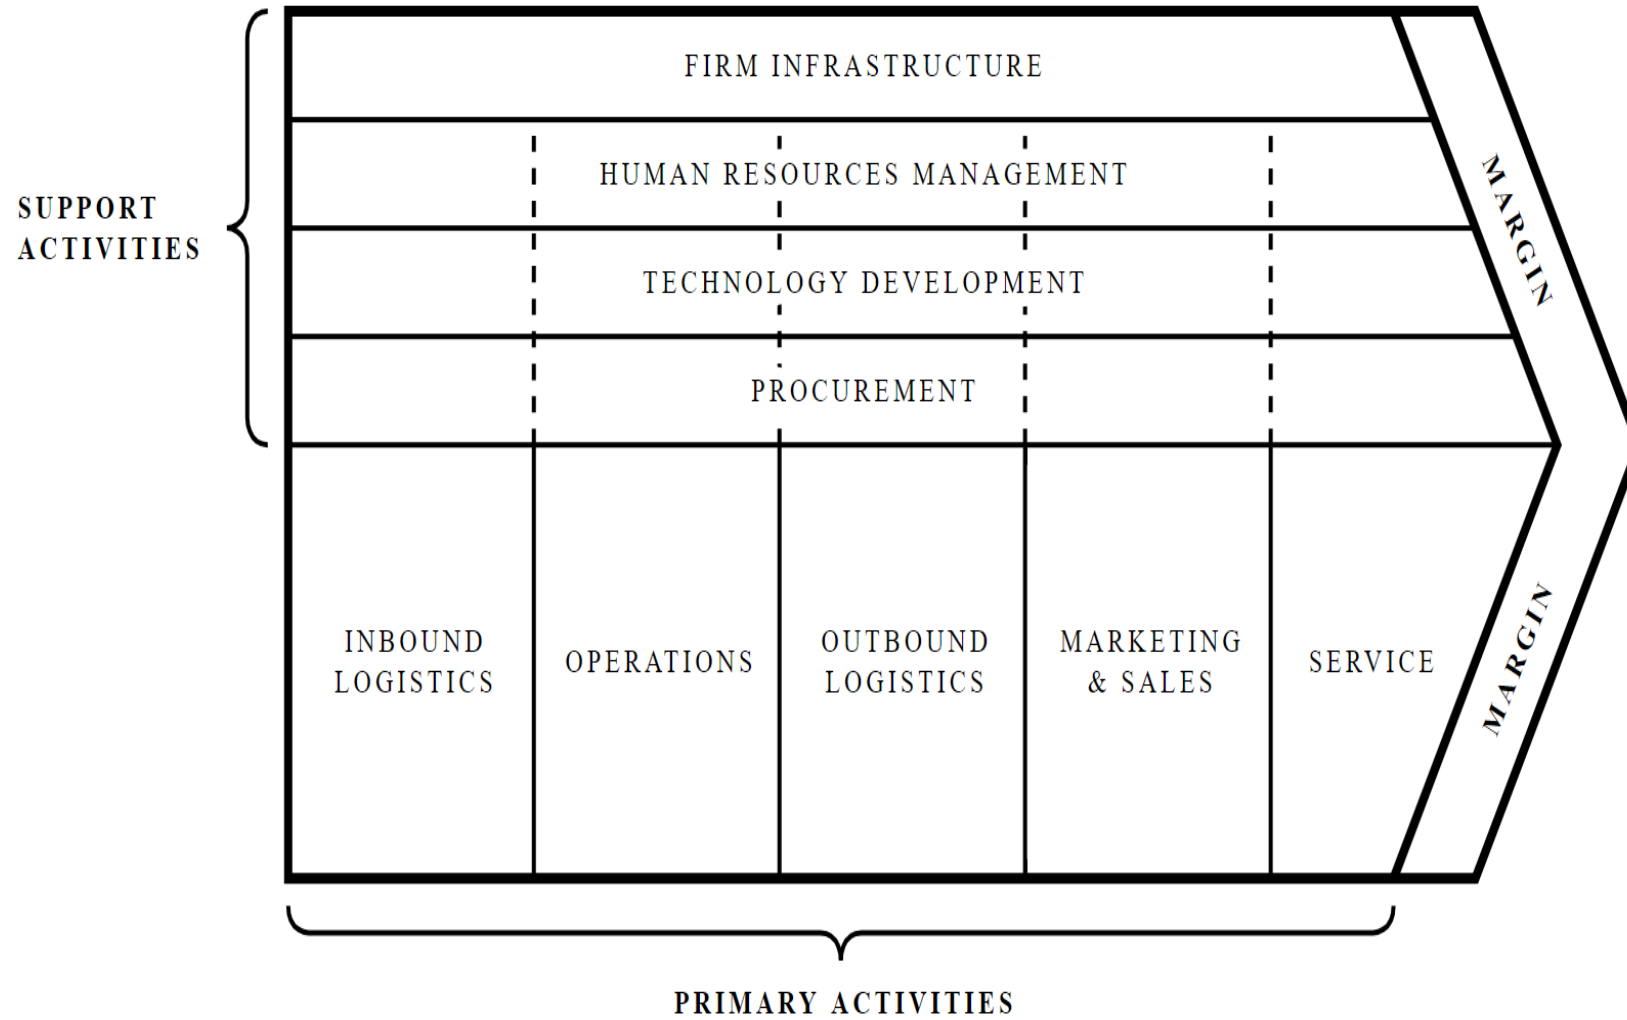 FIRM INFRASTRUCTURE
HUMAN RESOURCES MANAGEMENT
TECHNOLOGY DEVELOPMENT
PROCUREMENT
SUPPORT
ACTIVITIES
MARGIN
INBOUND
LOGISTICS
OPERATIONS
OUTBOUND
LOGISTICS
MARKETING
& SALES
SERVICE
MARGIN
PRIMARY ACTIVITIES